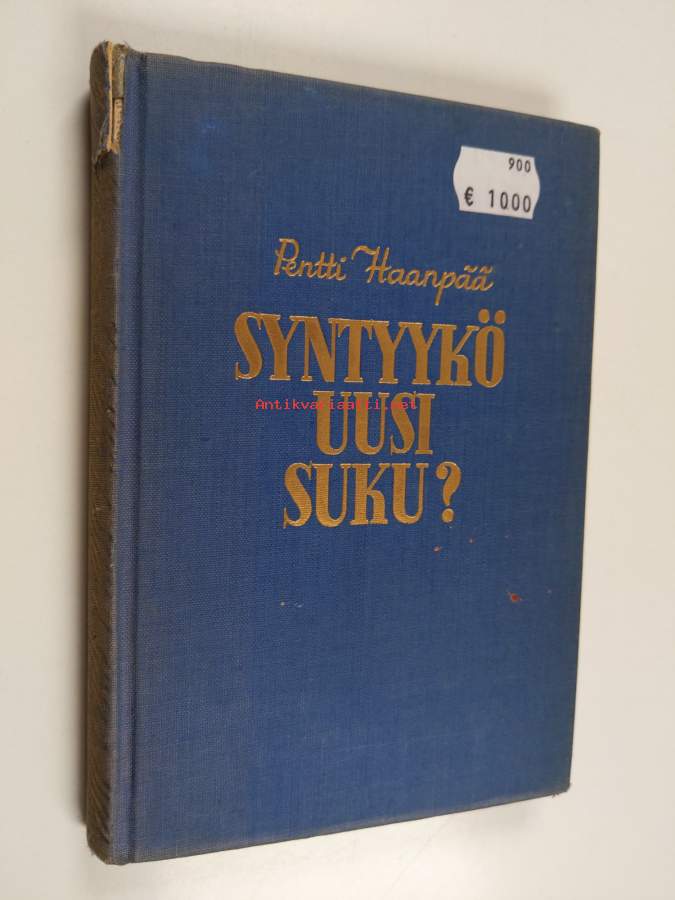 900
€ 1000
Pentti Haanpää
SYNTYYKÖ
Antikvariaatti.net
UUSI
SUKU?